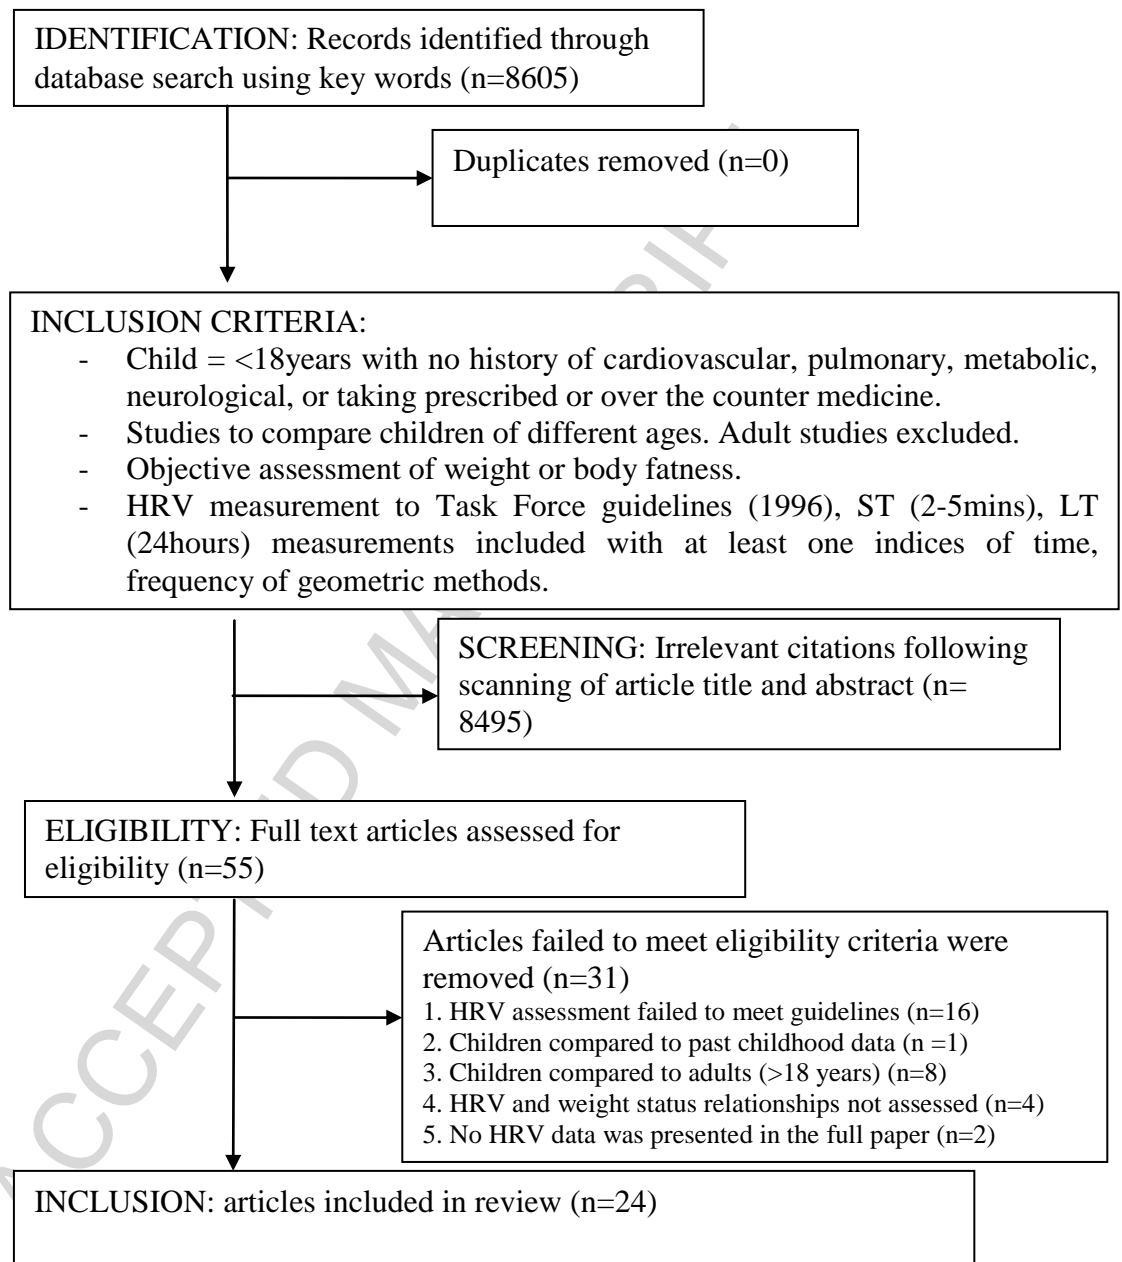 IDENTIFICATION: Records identified through
database search using key words (n=8605)
Duplicates removed (n=0)
INCLUSION CRITERIA:
- Child = <18years with no history of cardiovascular, pulmonary, metabolic,
neurological, or taking prescribed or over the counter medicine.
- Studies to compare children of different ages. Adult studies excluded.
- Objective assessment of weight or body fatness.
- HRV measurement to Task Force guidelines (1996), ST (2-5mins), LT
(24hours) measurements included with at least one indices of time,
frequency of geometric methods.
SCREENING: Irrelevant citations following
scanning of article title and abstract (n=
8495)
ELIGIBILITY: Full text articles assessed for
eligibility (n=55)
Articles failed to meet eligibility criteria were
removed (n=31)
1. HRV assessment failed to meet guidelines (n=16)
2. Children compared to past childhood data (n =1)
3. Children compared to adults (>18 years) (n=8)
4. HRV and weight status relationships not assessed (n=4)
5. No HRV data was presented in the full paper (n=2)
INCLUSION: articles included in review (n=24)